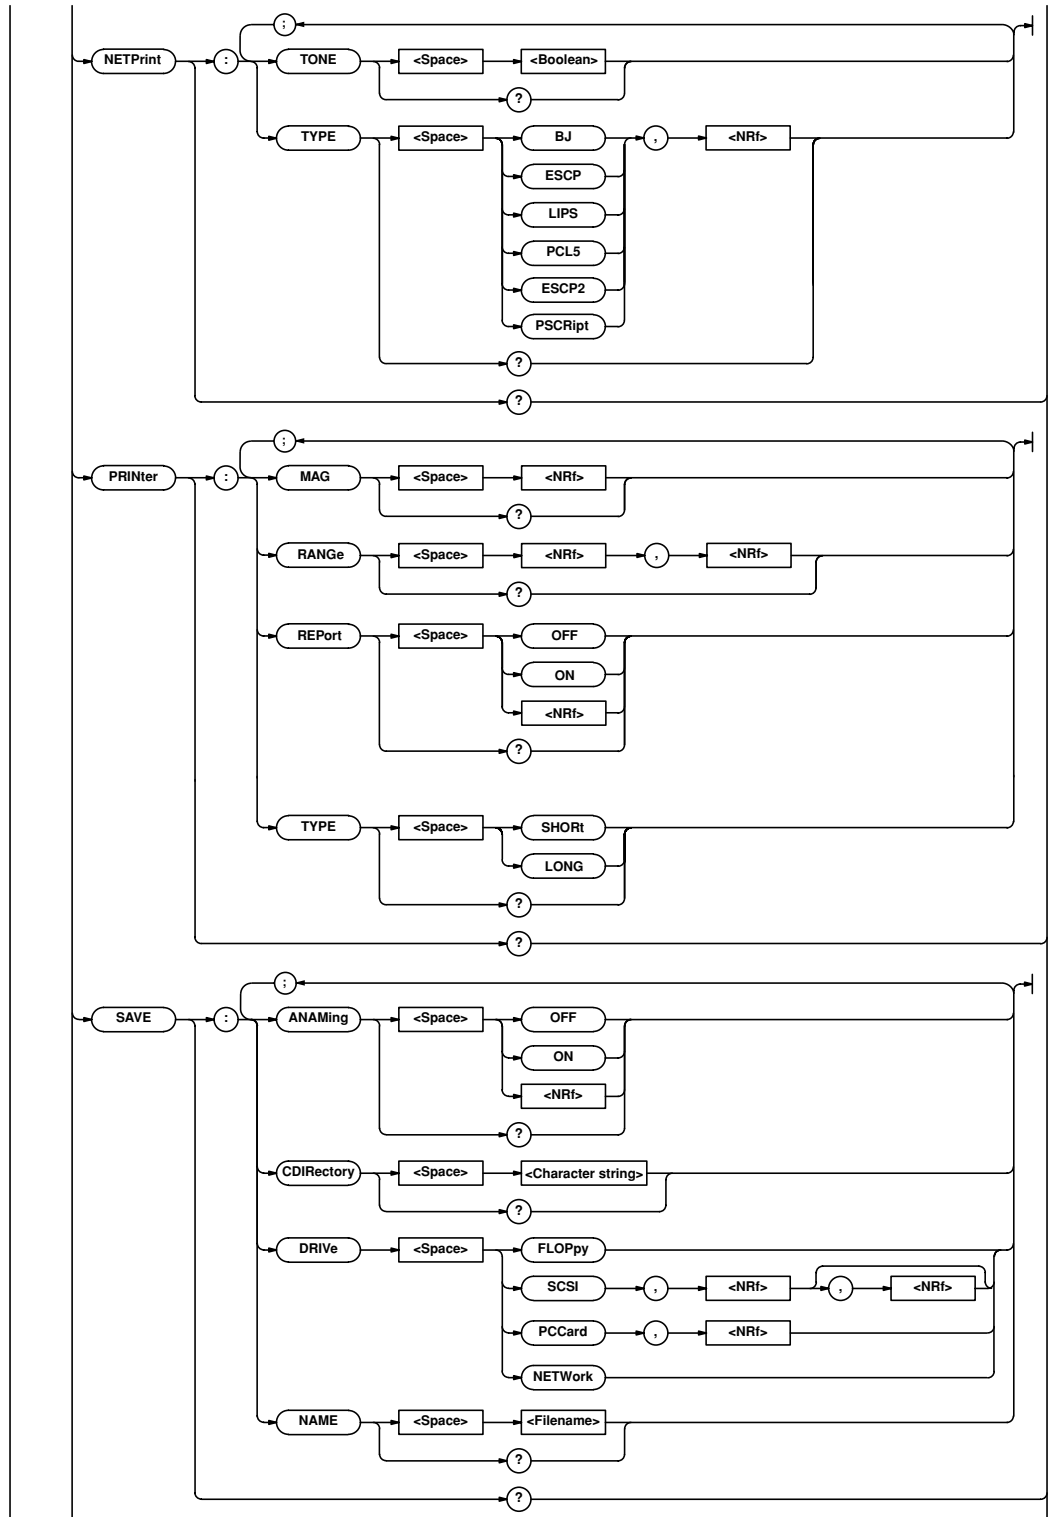 ;
NETPrint : TONE <Space> <Boolean>
?
TYPE <Space> BJ , <NRf>
ESCP
LIPS
PCL5
ESCP2
PSCRipt
?
?
;
PRINter : MAG <Space> <NRf>
?
RANGe <Space> <NRf> , <NRf>
?
REPort <Space> OFF
ON
<NRf>
?
TYPE <Space> SHORt
LONG
?
?
;
SAVE : ANAMing <Space> OFF
ON
<NRf>
?
CDIRectory <Space> <Character string>
?
DRIVe <Space> FLOPpy
SCSI , <NRf> , <NRf>
PCCard , <NRf>
NETWork
NAME <Space> <Filename>
?
?